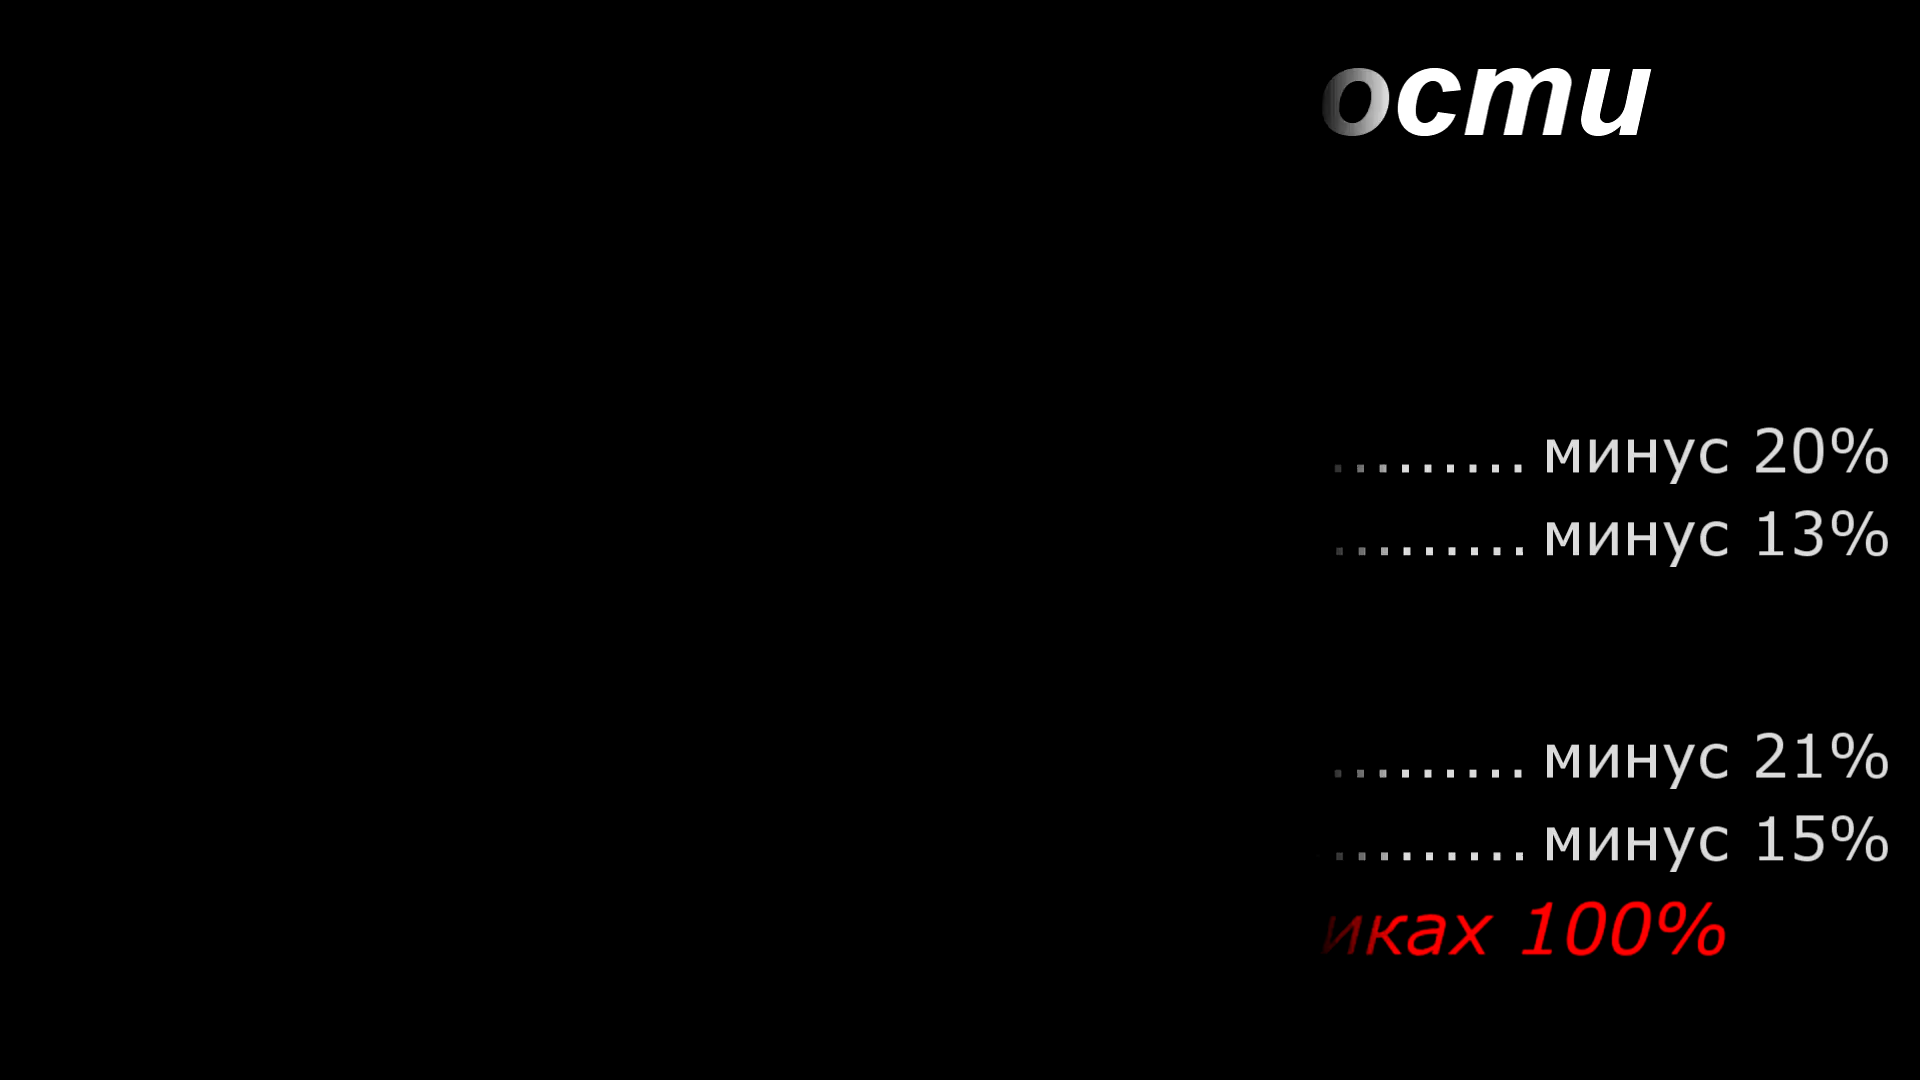 ости
......... минус 20%
......... минус 13%
......... минус 21%
......... минус 15%
иках 100%